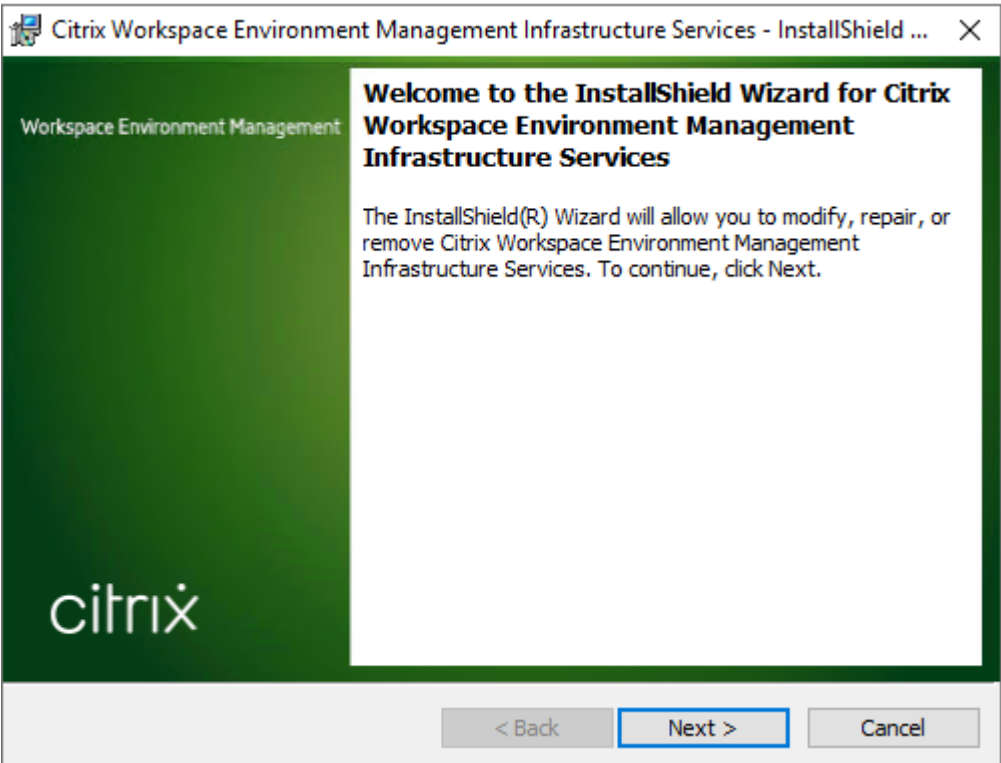 Citrix Workspace Environment Management Infrastructure Services - InstallShield ...
Workspace Environment Management
Welcome to the InstallShield Wizard for Citrix
Workspace Environment Management
Infrastructure Services
The InstallShield(R) Wizard will allow you to modify, repair, or
remove Citrix Workspace Environment Management
Infrastructure Services. To continue, click Next.
citrix
< Back
Next >
Cancel